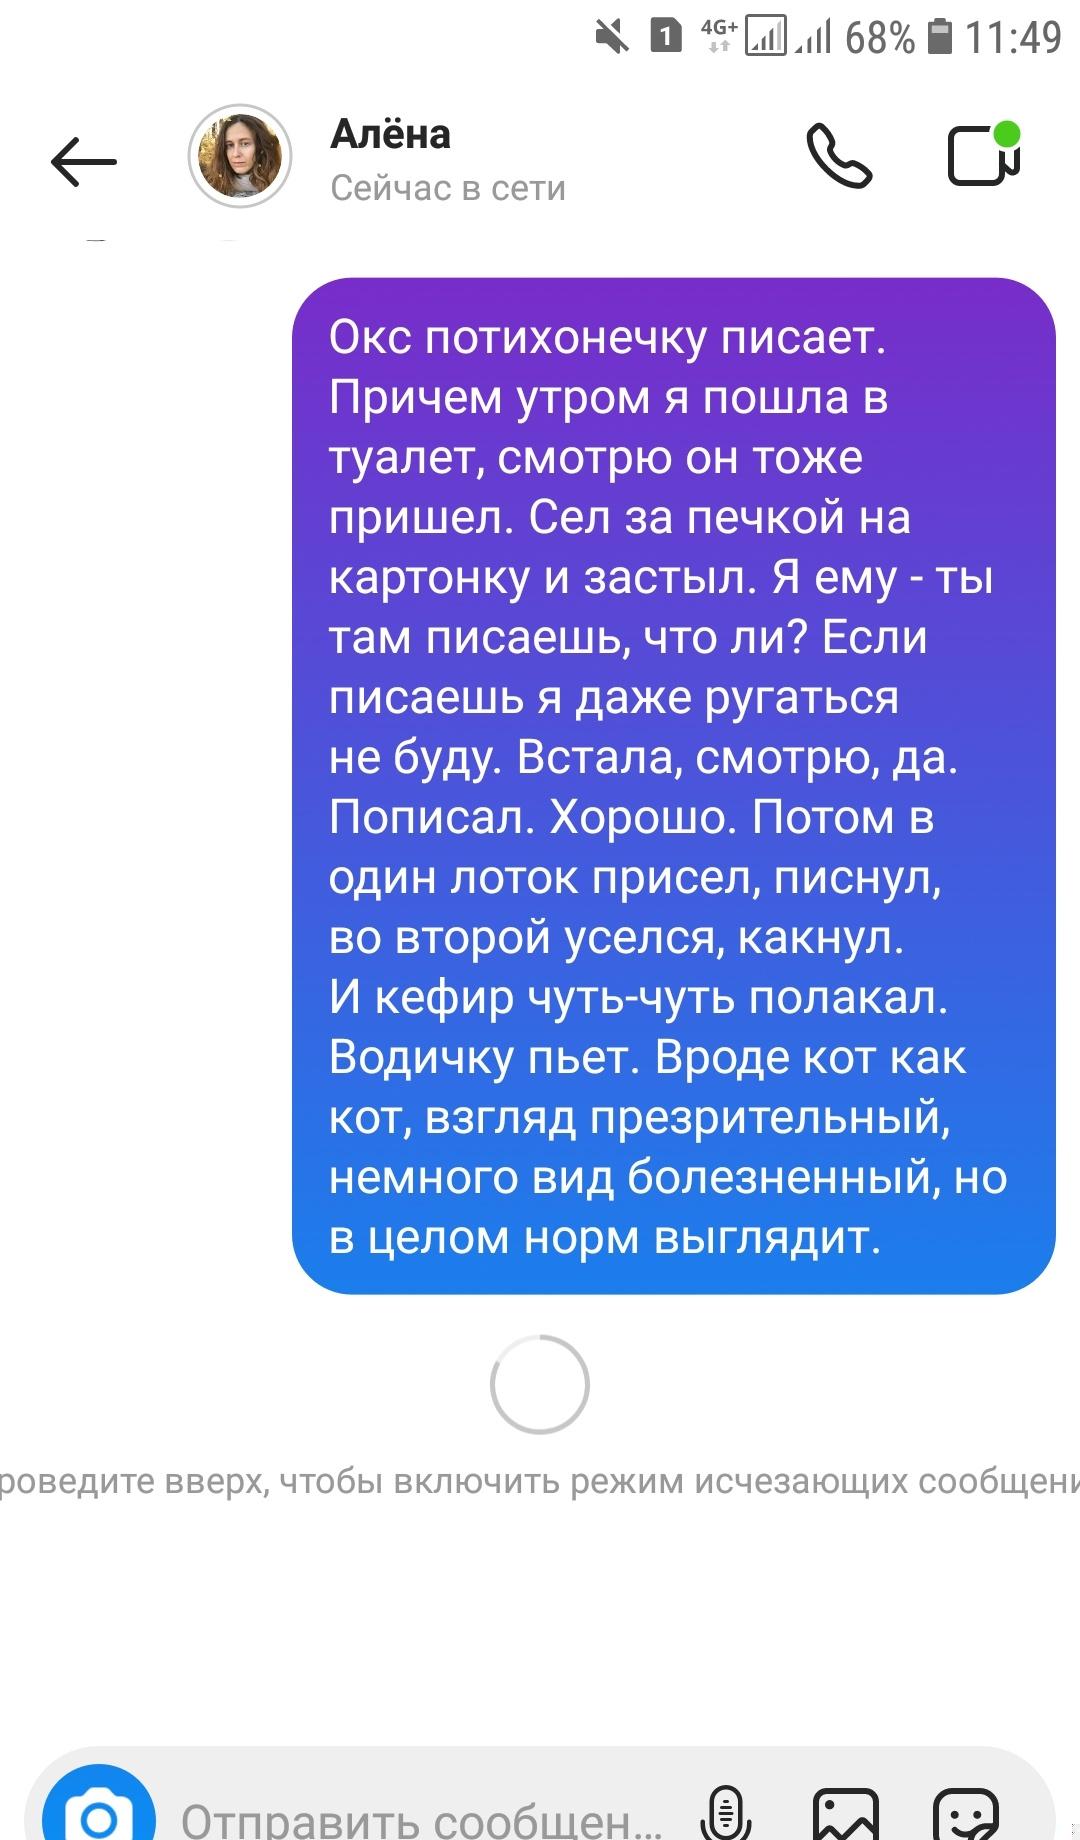 1 4G+ 68% 11:49
Алёна
Сейчас в сети
Окс потихонечку писает.
Причем утром я пошла в
туалет, смотрю он тоже
пришел. Сел за печкой на
картонку и застыл. Я ему - ты
там писаешь, что ли? Если
писаешь я даже ругаться
не буду. Встала, смотрю, да.
Пописал. Хорошо. Потом в
один лоток присел, писнул,
во второй уселся, какнул.
И кефир чуть-чуть полакал.
Водичку пьет. Вроде кот как
кот, взгляд презрительный,
немного вид болезненный, но
в целом норм выглядит.
роведите вверх, чтобы включить режим исчезающих сообщени
Отправить сообщен...